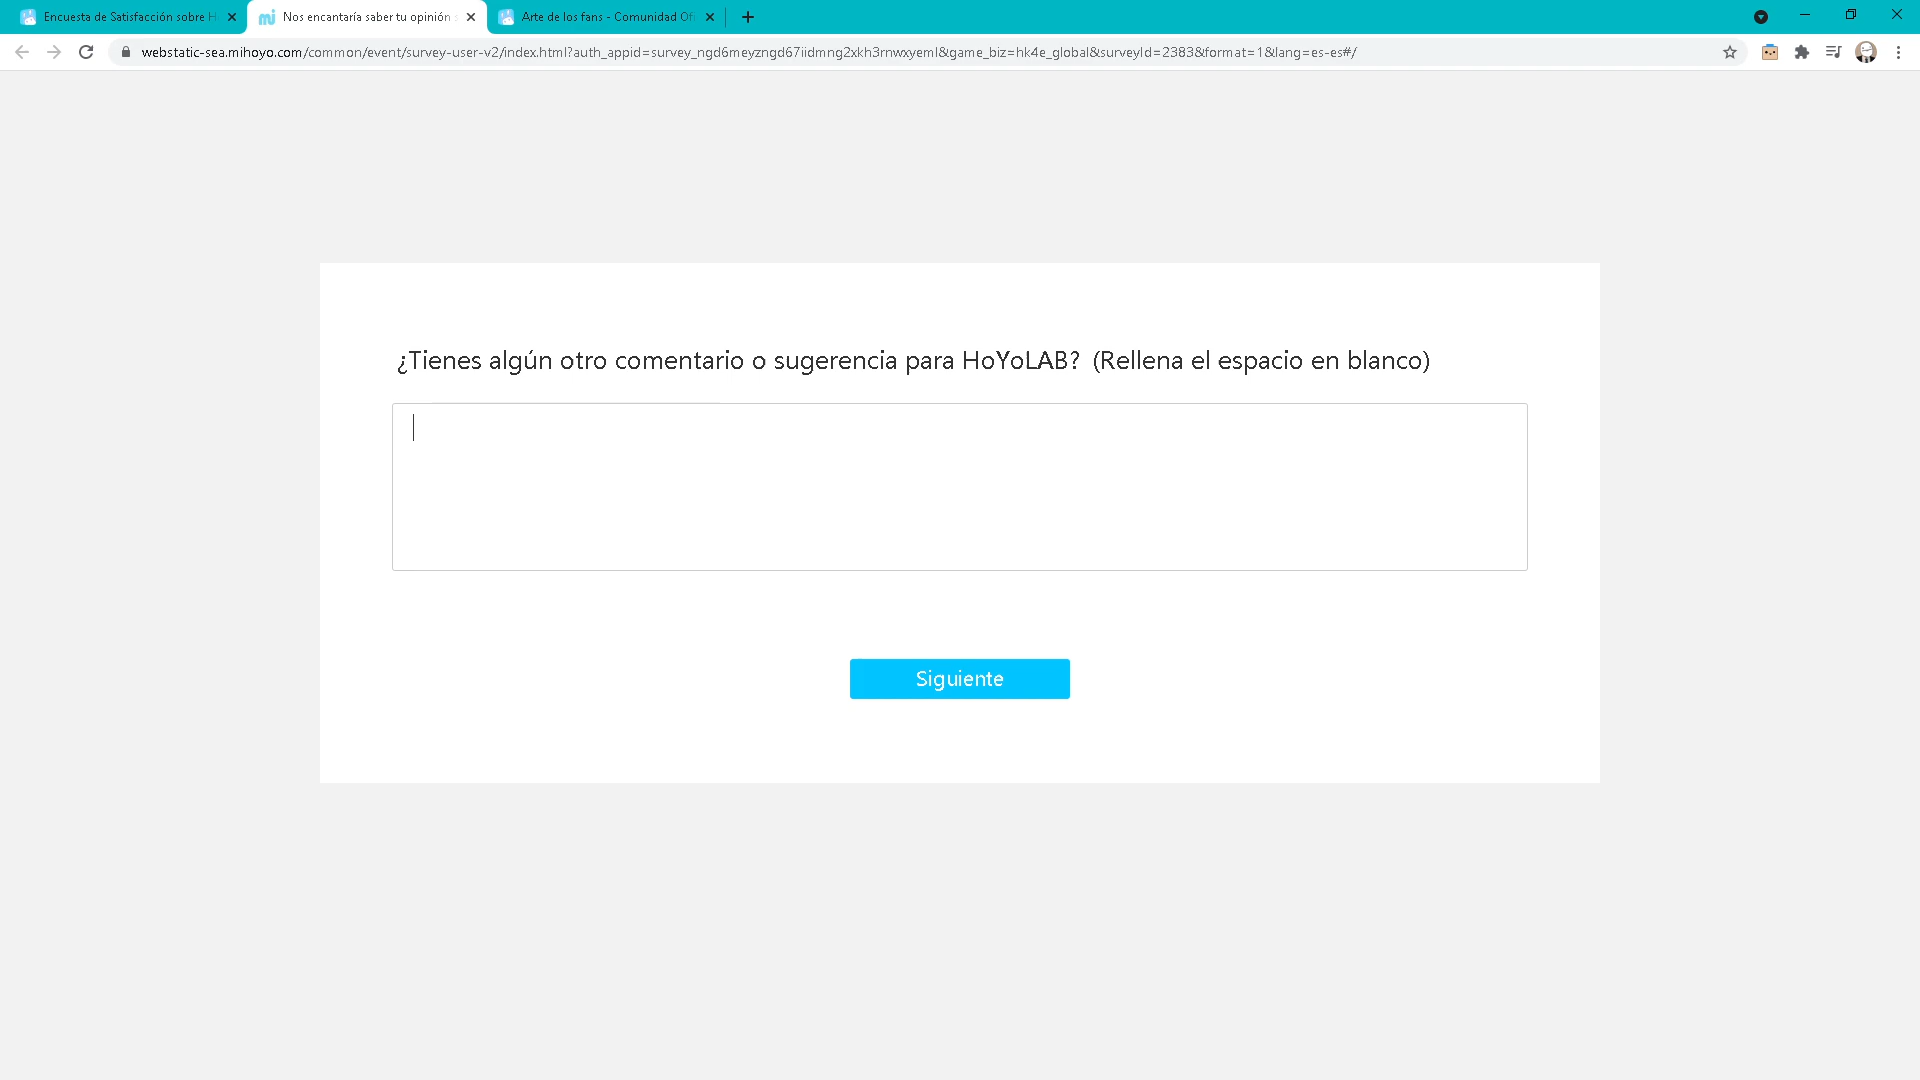 Encuesta de Satisfacción sobre H
Nos encantaría saber tu opinión s
Arte de los fans - Comunidad Ofi
webstatic-sea.mihoyo.com/common/event/survey-user-v2/index.html?auth_appid=survey_ngd6meyzngd67iidmng2xkh3rnwxyeml&game_biz=hk4e_global&surveyId=2383&format=1&lang=es-es#/
¿Tienes algún otro comentario o sugerencia para HoYoLAB? (Rellena el espacio en blanco)
Siguiente